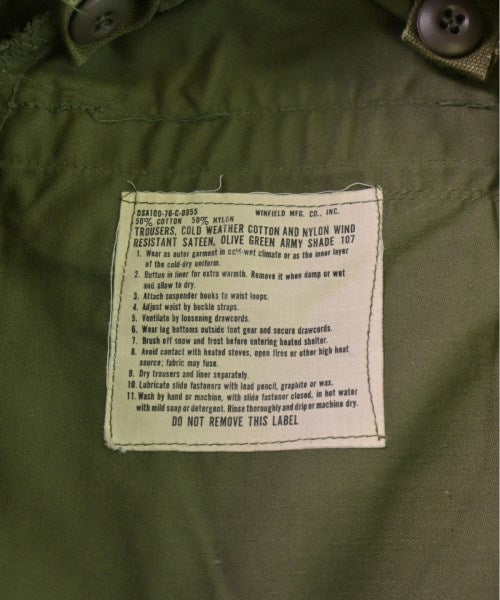 DSA100-76-C-0955 WINFIELD MFG. CO., INC.
50% COTTON 50% NYLON
TROUSERS, COLD WEATHER COTTON AND NYLON WIND
RESISTANT SATEEN, OLIVE GREEN ARMY SHADE 107
1. Wear as outer garment in cold-wet climate or as the inner layer
of the cold-dry uniform.
2. Button in liner for extra warmth. Remove it when damp or wet
and allow to dry.
3. Attach suspender hooks to waist loops.
4. Adjust waist by buckle straps.
5. Ventilate by loosening drawcords.
6. Wear leg bottoms outside foot gear and secure drawcords.
7. Brush off snow and frost before entering heated shelter.
8. Avoid contact with heated stoves, open fires or other high heat
source; fabric may fuse.
9. Dry trousers and liner separately.
10. Lubricate slide fasteners with lead pencil, graphite or wax.
11. Wash by hand or machine, with slide fastener closed, in hot water
with mild soap or detergent. Rinse thoroughly and drip or machine dry.
DO NOT REMOVE THIS LABEL